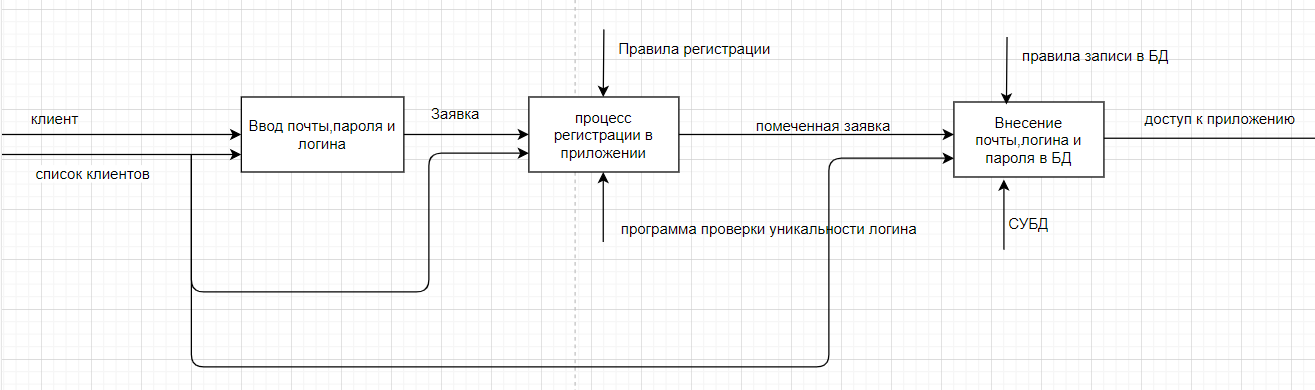 клиент
список клиентов
Ввод почты,пароля и
логина
Заявка
Правила регистрации
процесс
регистрации в
приложении
программа проверки уникальности логина
помеченная заявка
правила записи в БД
Внесение
почты,логина и
пароля в БД
СУБД
доступ к приложению